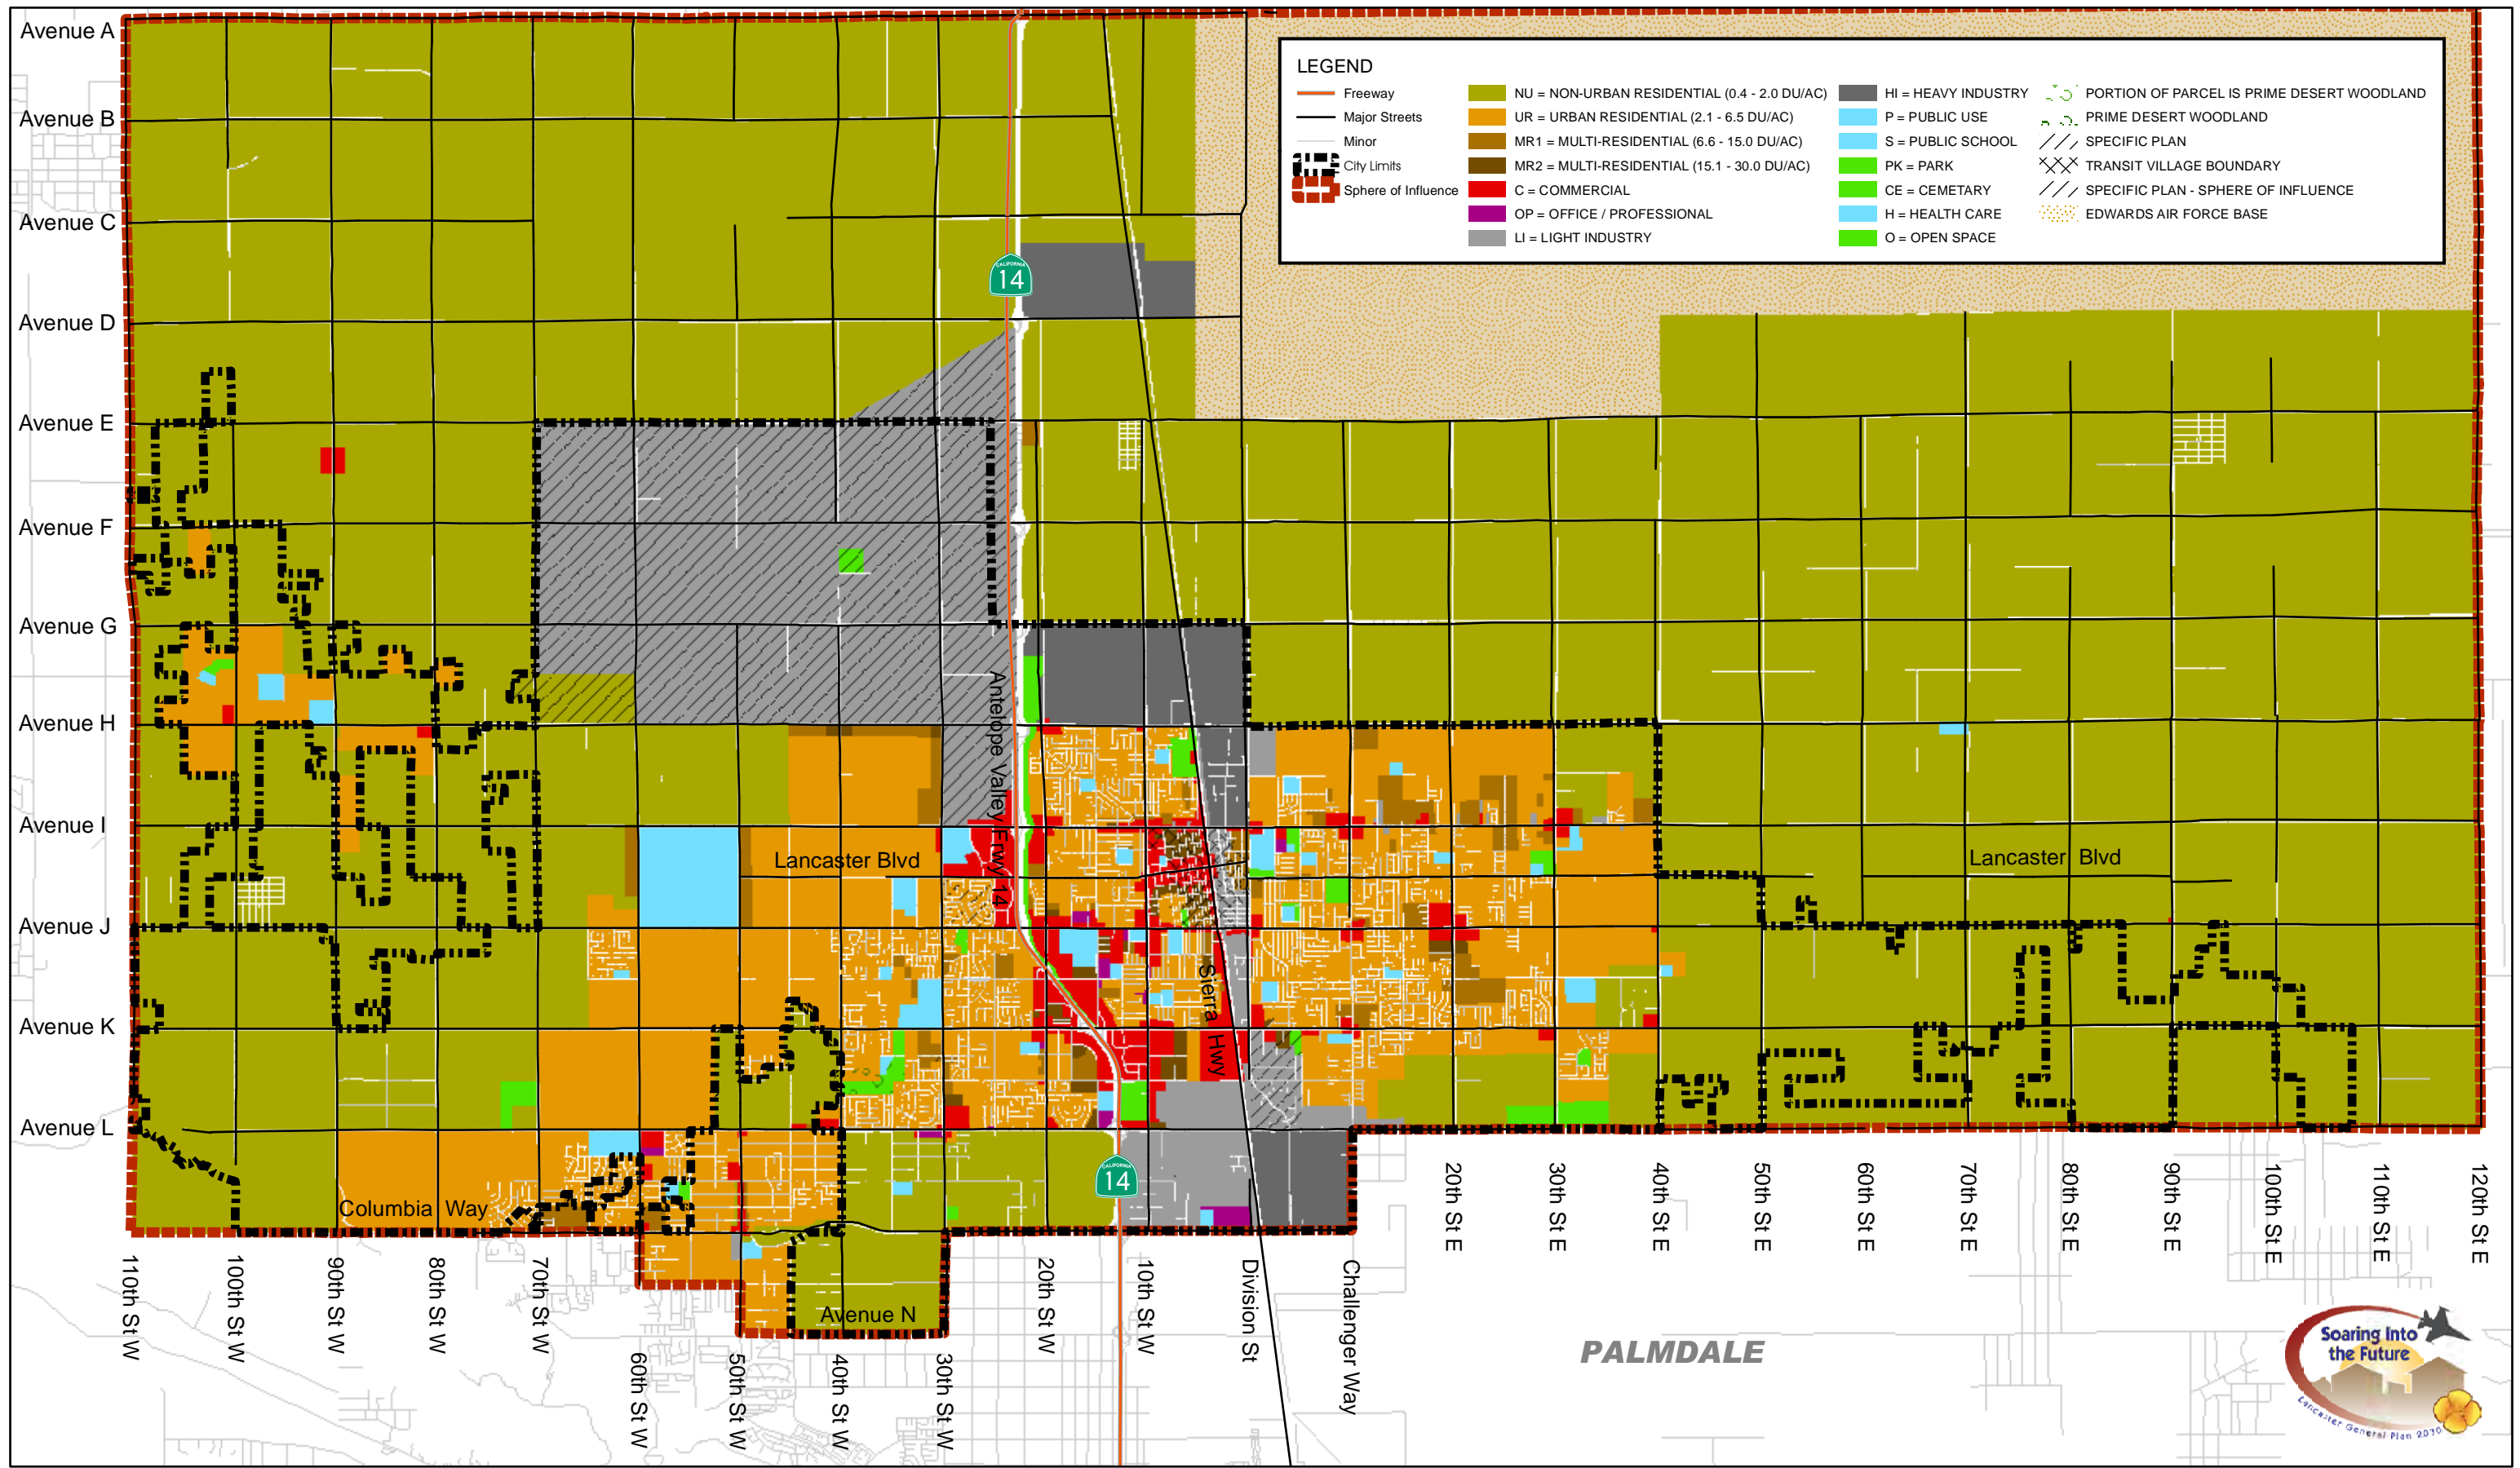 Avenue A
Avenue B
Avenue C
Avenue D
Avenue E
Avenue F
Avenue G
Avenue H
Avenue I
Avenue J
Avenue K
Avenue L
LEGEND
Freeway
Major Streets
Minor
City Limits
Sphere of Influence
NU = NON-URBAN RESIDENTIAL (0.4 - 2.0 DU/AC)
UR = URBAN RESIDENTIAL (2.1 - 6.5 DU/AC)
MR1 = MULTI-RESIDENTIAL (6.6 - 15.0 DU/AC)
MR2 = MULTI-RESIDENTIAL (15.1 - 30.0 DU/AC)
C = COMMERCIAL
OP = OFFICE / PROFESSIONAL
LI = LIGHT INDUSTRY
HI = HEAVY INDUSTRY
P = PUBLIC USE
S = PUBLIC SCHOOL
PK = PARK
CE = CEMETARY
H = HEALTH CARE
O = OPEN SPACE
PORTION OF PARCEL IS PRIME DESERT WOODLAND
PRIME DESERT WOODLAND
SPECIFIC PLAN
TRANSIT VILLAGE BOUNDARY
SPECIFIC PLAN - SPHERE OF INFLUENCE
EDWARDS AIR FORCE BASE
CALIFORNIA
14
Antelope Valley Frwy 14
Lancaster Blvd
Lancaster Blvd
Sierra Hwy
CALIFORNIA
14
Columbia Way
Avenue N
110th St W
100th St W
90th St W
80th St W
70th St W
60th St W
50th St W
40th St W
30th St W
20th St W
10th St W
Division St
Challenger Way
20th St E
30th St E
40th St E
50th St E
60th St E
70th St E
80th St E
90th St E
100th St E
110th St E
120th St E
PALMDALE
Soaring Into
the Future
Lancaster General Plan 2030